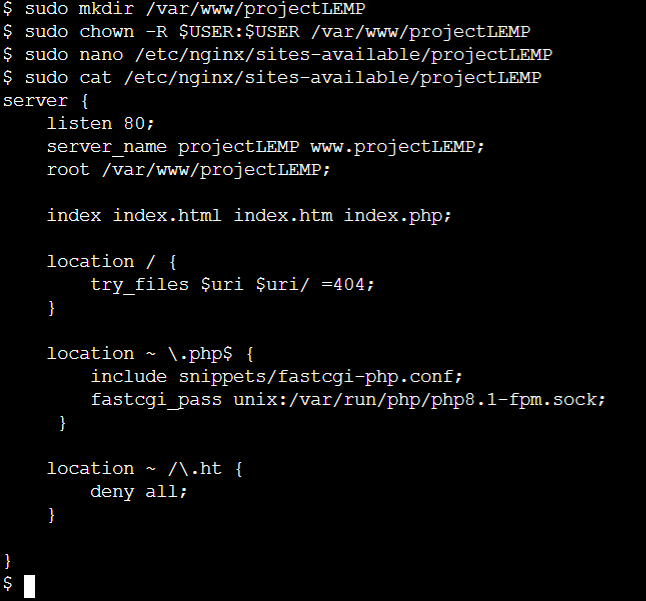 $ sudo mkdir /var/www/projectLEMP
$ sudo chown -R $USER:$USER /var/www/projectLEMP
$ sudo nano /etc/nginx/sites-available/projectLEMP
$ sudo cat /etc/nginx/sites-available/projectLEMP
server {
    listen 80;
    server_name projectLEMP www.projectLEMP;
    root /var/www/projectLEMP;

    index index.html index.htm index.php;

    location / {
        try_files $uri $uri/ =404;
    }

    location ~ \.php$ {
        include snippets/fastcgi-php.conf;
        fastcgi_pass unix:/var/run/php/php8.1-fpm.sock;
     }

    location ~ /\.ht {
        deny all;
    }

}
$